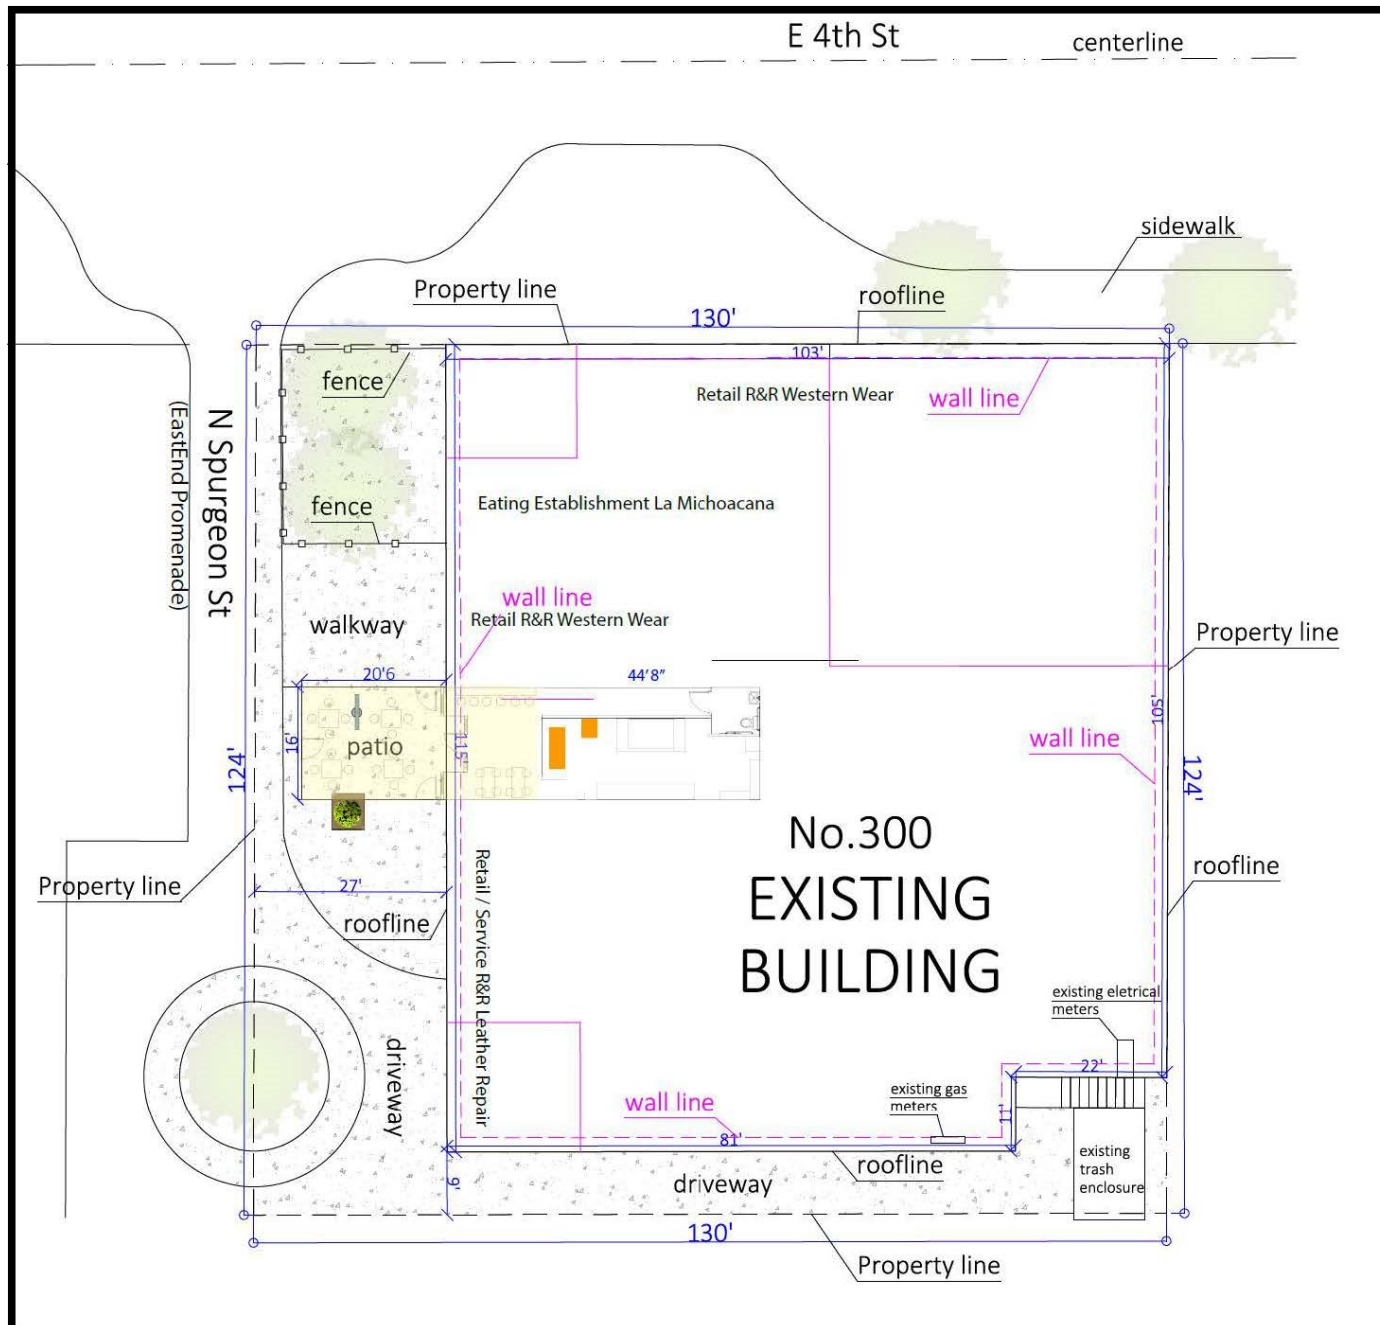 E 4th St
centerline
sidewalk
Property line
roofline
130'
103'
fence
Retail R&R Western Wear
wall line
N Spurgeon St
(EastEnd Promenade)
fence
Eating Establishment La Michoacana
wall line
walkway
Retail R&R Western Wear
Property line
20'6
44'8"
105'
16'
patio
115'
wall line
124'
124'
No.300
EXISTING
BUILDING
Property line
27'
roofline
roofline
Retail / Service R&R Leather Repair
existing eletrical
meters
driveway
22'
existing gas
meters
11'
wall line
81'
existing
trash
enclosure
9'
driveway
roofline
130'
Property line